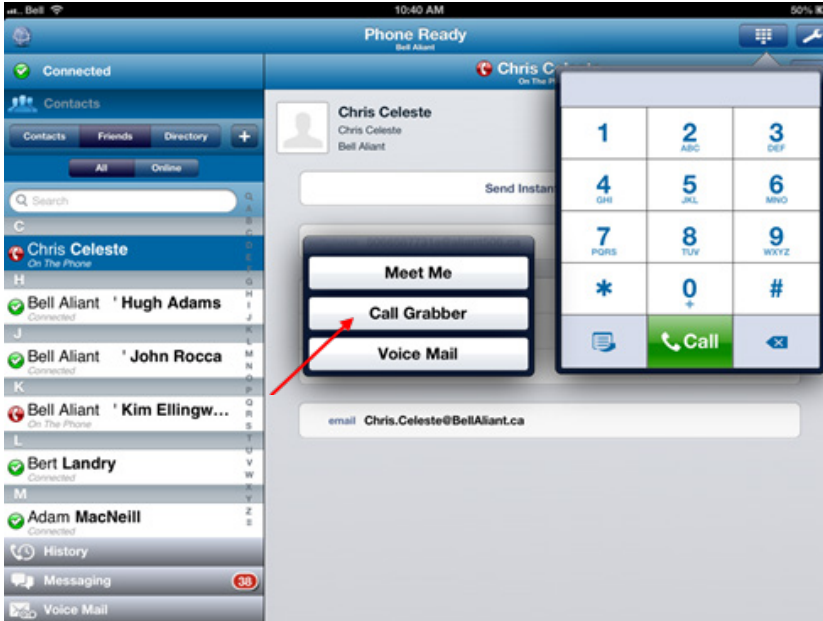 Bell
10:40 AM
50%
Phone Ready
Bell Aliant
Connected
Chris C
On The P
Contacts
Contacts Friends Directory +
All Online
Search
C
Chris Celeste
On The Phone
H
Bell Aliant ' Hugh Adams
Connected
J
Bell Aliant ' John Rocca
Connected
K
Bell Aliant ' Kim Ellingw...
On The Phone
L
Bert Landry
Connected
M
Adam MacNeill
Connected
History
Messaging 38
Voice Mail
Q
A
B
C
D
E
F
G
H
I
J
K
L
M
N
O
P
Q
R
S
T
U
V
W
X
Y
Z
#
Chris Celeste
Chris Celeste
Bell Aliant
Send Instan
Meet Me
Call Grabber
Voice Mail
email Chris.Celeste@BellAliant.ca
1 2 3
ABC DEF
4 5 6
GHI JKL MNO
7 8 9
PQRS TUV WXYZ
* 0 #
+
Call